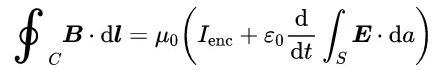 ∮_C B · dl = μ₀ ( I_enc + ε₀ d/dt ∫_S E · da )